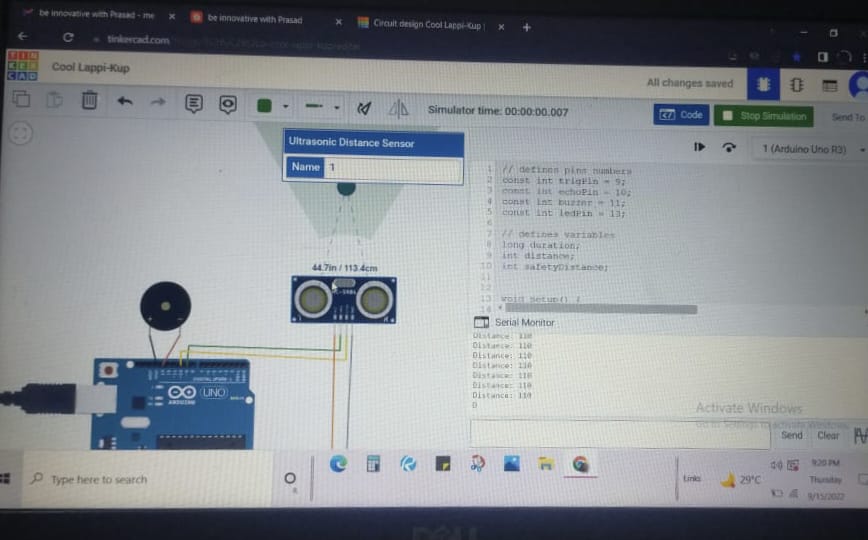 be innovative with Prasad - me
be innovative with Prasad
Circuit design Cool Lappi-Kup
tinkercad.com
TIN
KER
CAD
Cool Lappi-Kup
All changes saved
Simulator time: 00:00:00.007
Code
Stop Simulation
Send To
Ultrasonic Distance Sensor
Name 1
1 (Arduino Uno R3)
1 // defines pins numbers
2 const int trigPin = 9;
3 const int echoPin = 10;
4 const int buzzer = 11;
5 const int ledPin = 13;
6
7 // defines variables
8 long duration;
9 int distance;
10 int safetyDistance;
11
12
13 void setup() {
14
44.7in / 113.4cm
HC-SR04
Serial Monitor
Distance: 110
Distance: 110
Distance: 110
Distance: 110
Distance: 110
Distance: 110
Distance: 110
D
UNO
ARDUINO
Activate Windows
Go to Settings to activate Windows.
Send
Clear
Type here to search
Links
29°C
9:20 PM
Thursday
9/15/2022
DELL